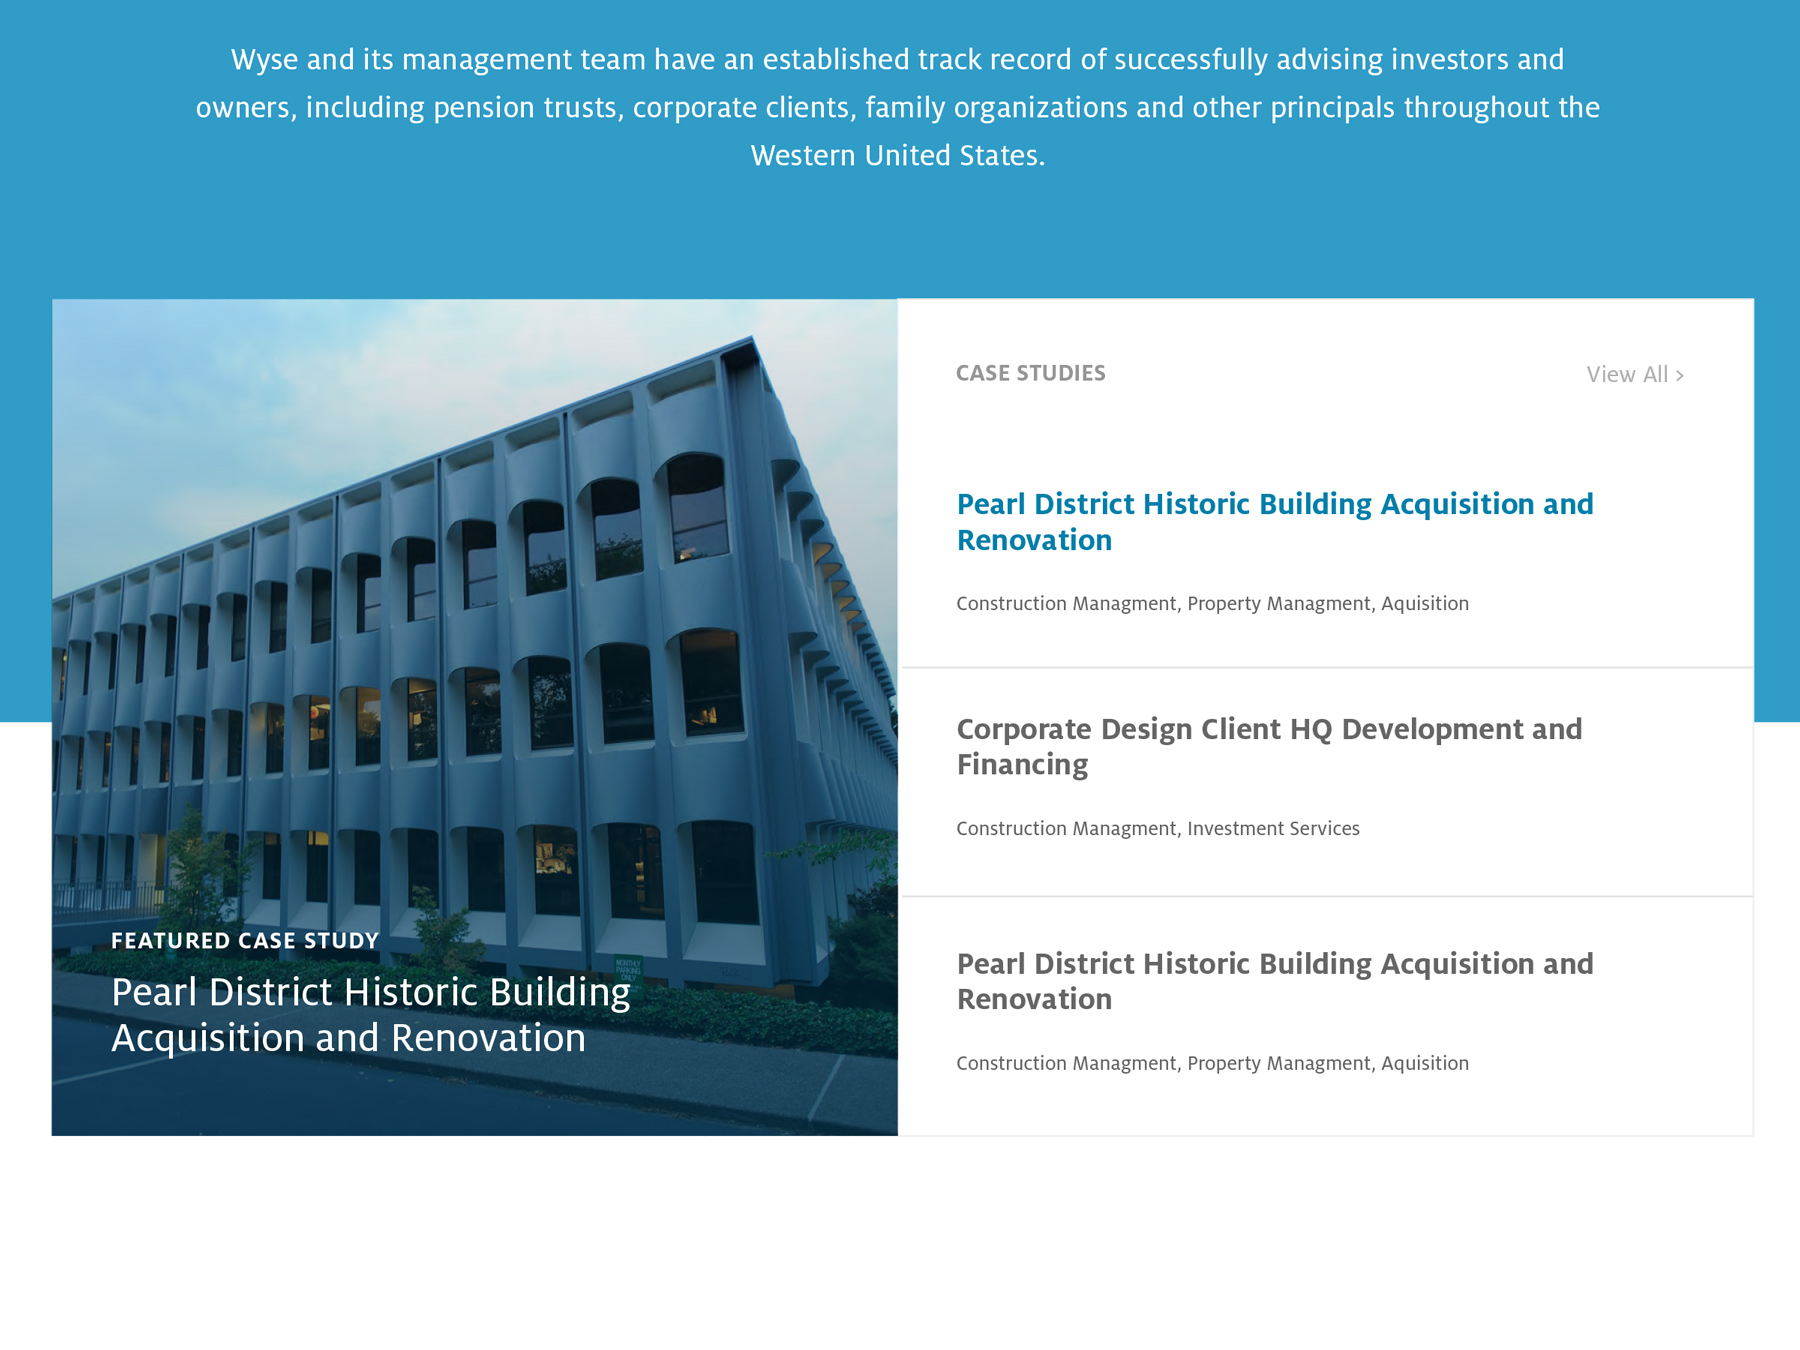 Wyse and its management team have an established track record of successfully advising investors and
owners, including pension trusts, corporate clients, family organizations and other principals throughout the
Western United States.
CASE STUDIES
View All >
Pearl District Historic Building Acquisition and
Renovation
Construction Managment, Property Managment, Aquisition
Corporate Design Client HQ Development and
Financing
Construction Managment, Investment Services
Pearl District Historic Building Acquisition and
Renovation
Construction Managment, Property Managment, Aquisition
MONTHLY
PARKING
ONLY
FEATURED CASE STUDY
Pearl District Historic Building
Acquisition and Renovation